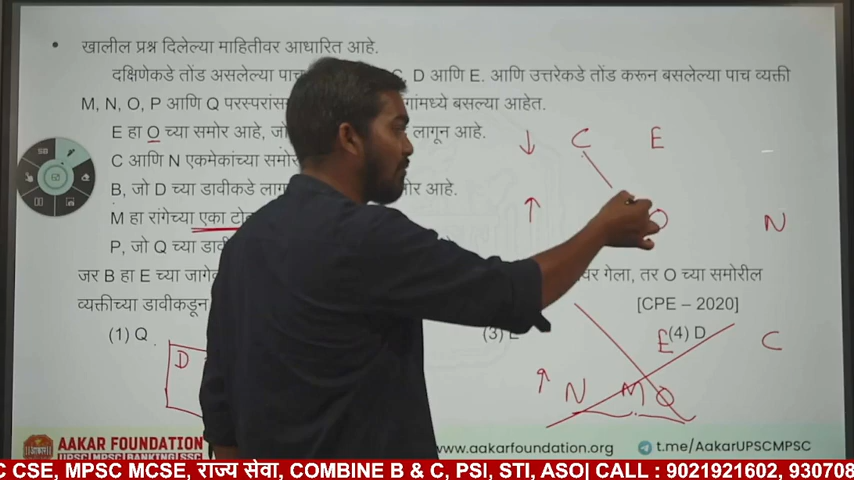 खालील प्रश्न दिलेल्या माहितीवर आधारित आहे.
दक्षिणेकडे तोंड असलेल्या पाच C, D आणि E. आणि उत्तरेकडे तोंड करून बसलेल्या पाच व्यक्ती
M, N, O, P आणि Q परस्परांस गांमध्ये बसल्या आहेत.
E हा O च्या समोर आहे, जो लागून आहे.
↓ C E
C आणि N एकमेकांच्या समोर
B, जो D च्या डावीकडे लाग मोर आहे.
↑ O N
M हा रांगेच्या एका टो
P, जो Q च्या डाव
जर B हा E च्या जागे वर गेला, तर O च्या समोरील
व्यक्तीच्या डावीकडून [CPE – 2020]
(1) Q (3) E (4) D
E C
D
↑ N M O
SB
AAKAR FOUNDATION
UPSC MPSC BANKING SSC
www.aakarfoundation.org t.me/AakarUPSCMPSC
C CSE, MPSC MCSE, राज्य सेवा, COMBINE B & C, PSI, STI, ASO| CALL : 9021921602, 930708